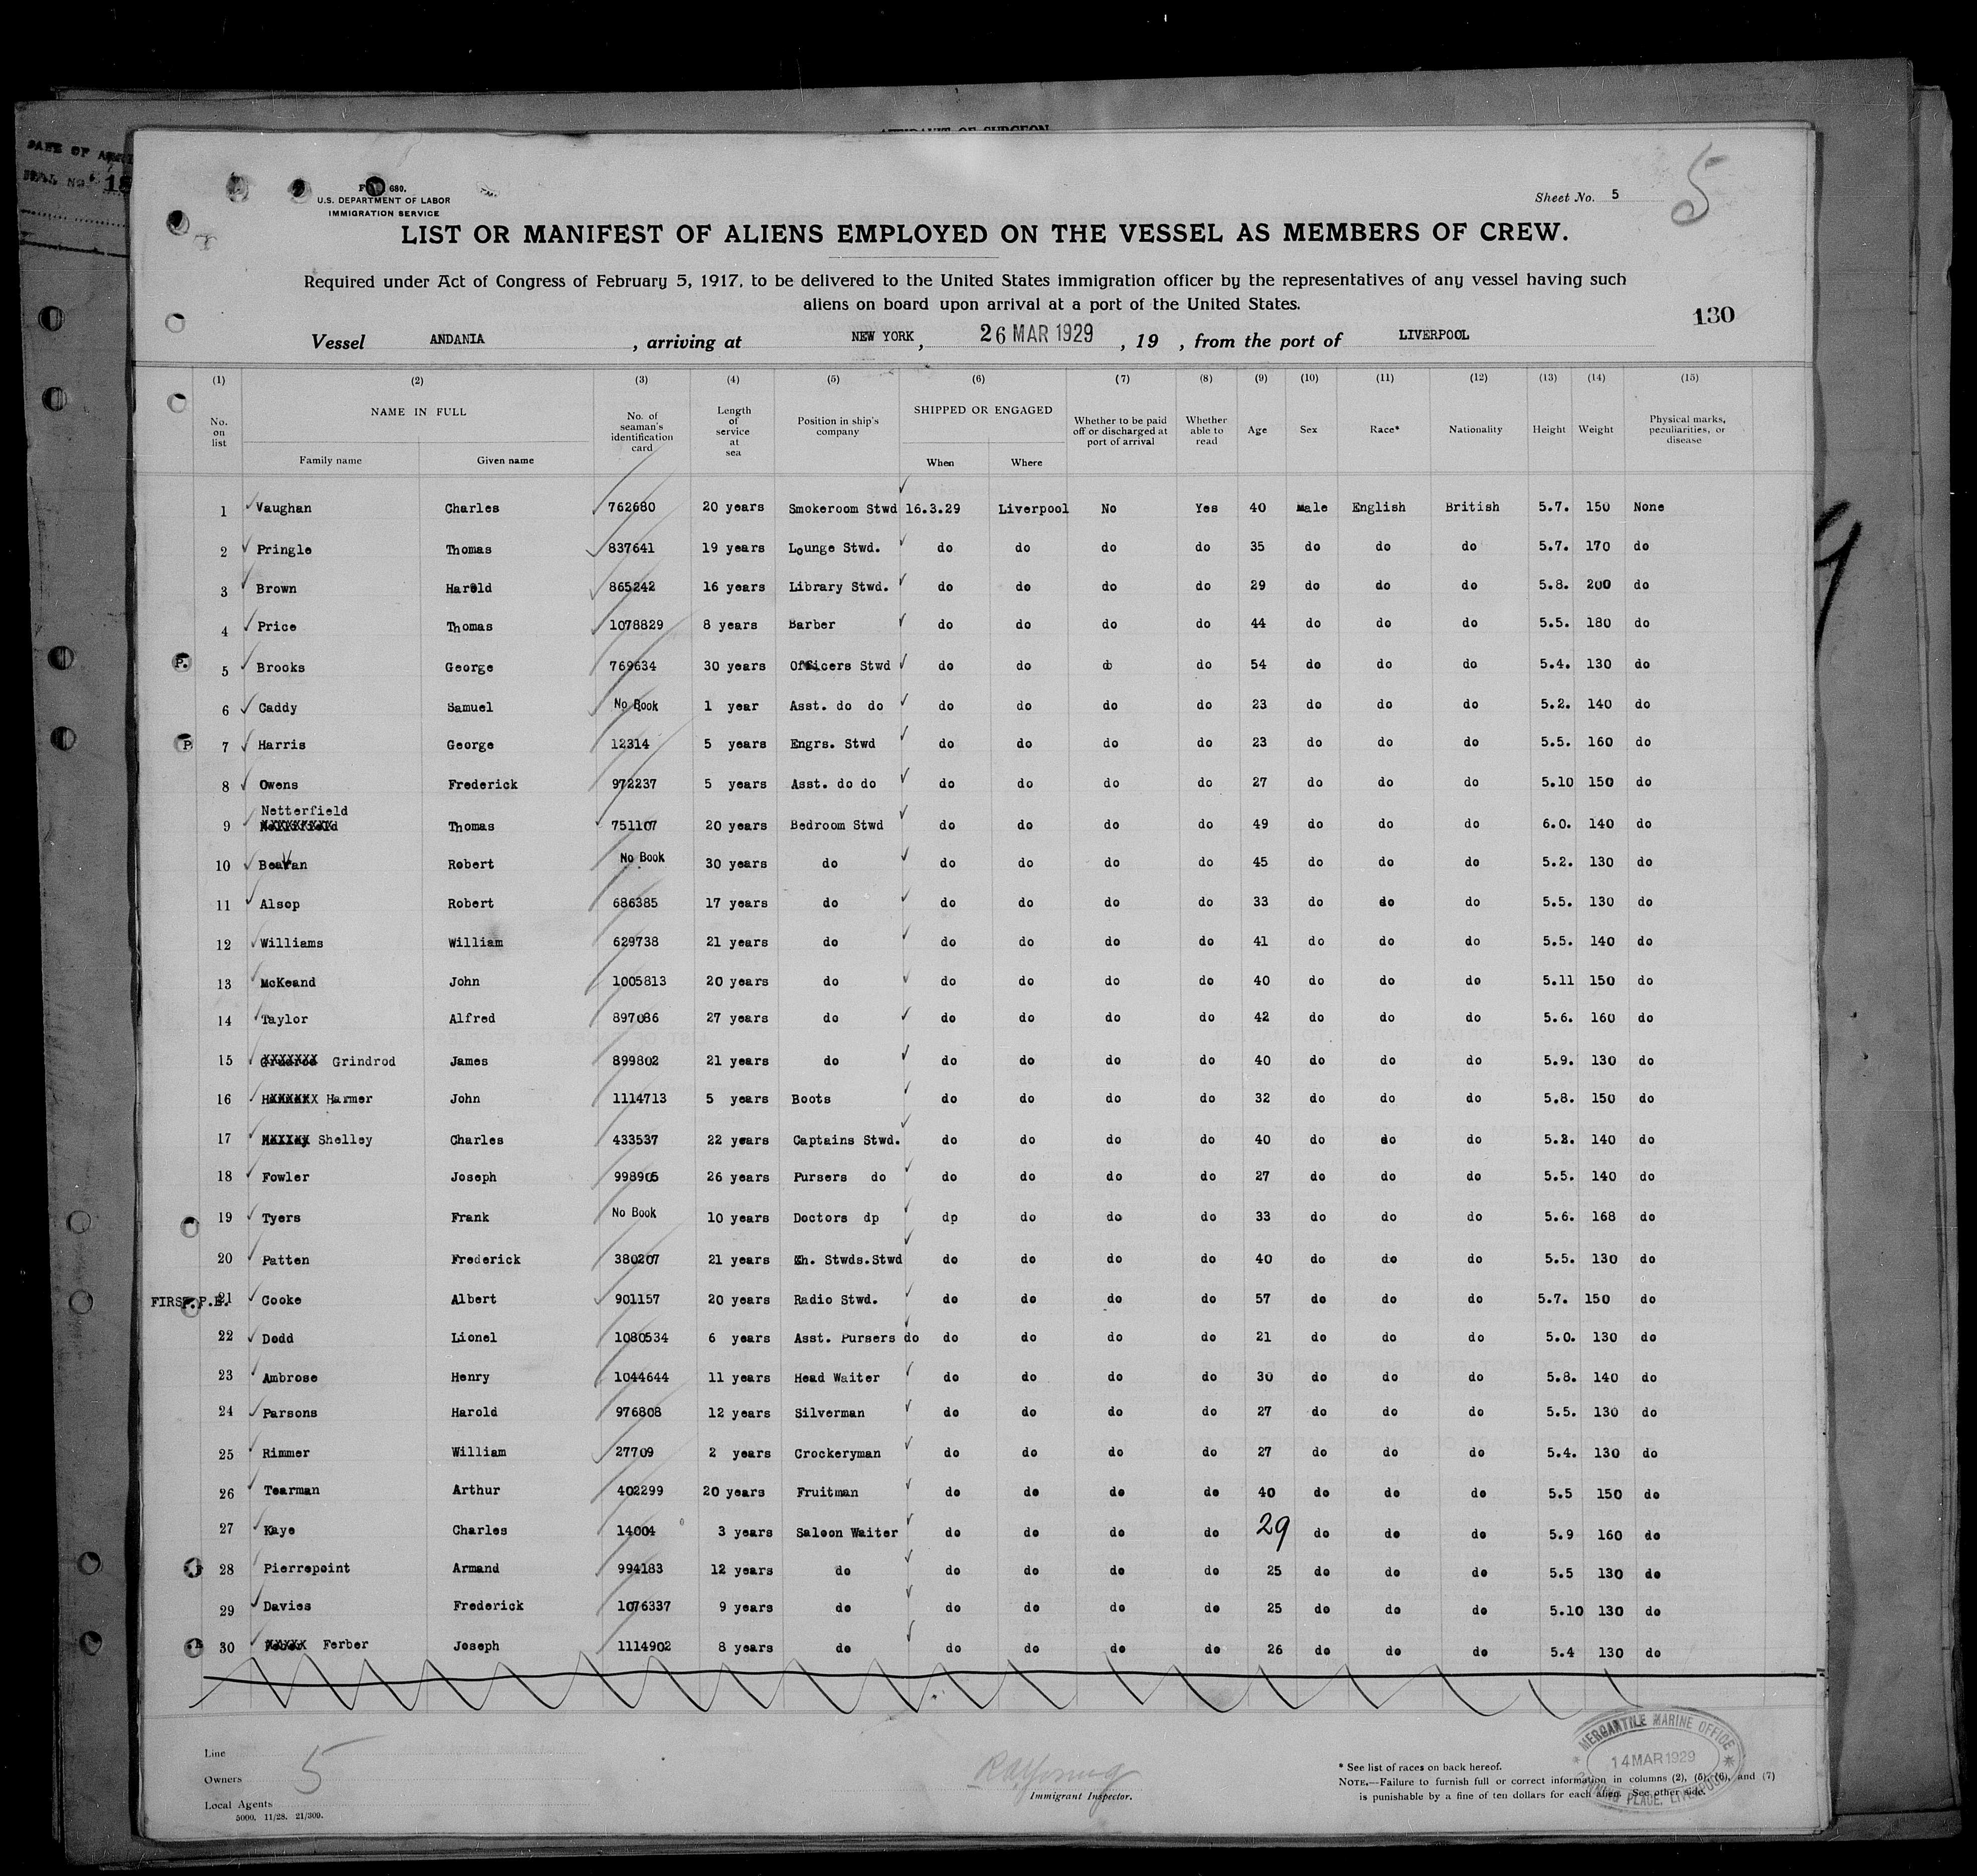 AFFIDAVIT OF SURGEON
680.
U.S. DEPARTMENT OF LABOR
IMMIGRATION SERVICE
Sheet No. 5
5
LIST OR MANIFEST OF ALIENS EMPLOYED ON THE VESSEL AS MEMBERS OF CREW.
Required under Act of Congress of February 5, 1917, to be delivered to the United States immigration officer by the representatives of any vessel having such
aliens on board upon arrival at a port of the United States.
130
Vessel ANDANIA , arriving at NEW YORK , 26 MAR 1929 , 19 , from the port of LIVERPOOL
(1) (2) (3) (4) (5) (6) (7) (8) (9) (10) (11) (12) (13) (14) (15)
No. on list NAME IN FULL Family name Given name No. of seaman's identification card Length of service at sea Position in ship's company SHIPPED OR ENGAGED When Where Whether to be paid off or discharged at port of arrival Whether able to read Age Sex Race* Nationality Height Weight Physical marks, peculiarities, or disease
1 Vaughan Charles 762680 20 years Smokeroom Stwd 16.3.29 Liverpool No Yes 40 Male English British 5.7. 150 None
2 Pringle Thomas 837641 19 years Lounge Stwd. do do do do 35 do do do 5.7. 170 do
3 Brown Harold 865242 16 years Library Stwd. do do do do 29 do do do 5.8. 200 do
4 Price Thomas 1078829 8 years Barber do do do do 44 do do do 5.5. 180 do
P. 5 Brooks George 769634 30 years Officers Stwd do do do do 54 do do do 5.4. 130 do
6 Caddy Samuel No Book 1 year Asst. do do do do do do 23 do do do 5.2. 140 do
P 7 Harris George 12314 5 years Engrs. Stwd do do do do 23 do do do 5.5. 160 do
8 Owens Frederick 972237 5 years Asst. do do do do do do 27 do do do 5.10 150 do
9 Netterfield Thomas 751107 20 years Bedroom Stwd do do do do 49 do do do 6.0. 140 do
10 Beavan Robert No Book 30 years do do do do do 45 do do do 5.2. 130 do
11 Alsop Robert 686385 17 years do do do do do 33 do do do 5.5. 130 do
12 Williams William 629738 21 years do do do do do 41 do do do 5.5. 140 do
13 McKeand John 1005813 20 years do do do do do 40 do do do 5.11 150 do
14 Taylor Alfred 897086 27 years do do do do do 42 do do do 5.6. 160 do
15 Grindrod James 899802 21 years do do do do do 40 do do do 5.9. 130 do
16 Harmer John 1114713 5 years Boots do do do do 32 do do do 5.8. 150 do
17 Shelley Charles 433537 22 years Captains Stwd. do do do do 40 do do do 5.2. 140 do
18 Fowler Joseph 998905 26 years Pursers do do do do do 27 do do do 5.5. 140 do
19 Tyers Frank No Book 10 years Doctors dp dp do do do 33 do do do 5.6. 168 do
20 Patten Frederick 380207 21 years Ch. Stwds.Stwd do do do do 40 do do do 5.5. 130 do
FIRST.P.E. 21 Cooke Albert 901157 20 years Radio Stwd. do do do do 57 do do do 5.7. 150 do
22 Dodd Lionel 1080534 6 years Asst. Pursers do do do do do 21 do do do 5.0. 130 do
23 Ambrose Henry 1044644 11 years Head Waiter do do do do 30 do do do 5.8. 140 do
24 Parsons Harold 976808 12 years Silverman do do do do 27 do do do 5.5. 130 do
25 Rimmer William 27709 2 years Crockeryman do do do do 27 do do do 5.4. 130 do
26 Tearman Arthur 402299 20 years Fruitman do do do do 40 do do do 5.5 150 do
27 Kaye Charles 14004 3 years Saloon Waiter do do do do 29 do do do 5.9 160 do
28 Pierrepoint Armand 994183 12 years do do do do do 25 do do do 5.5 130 do
29 Davies Frederick 1076337 9 years do do do do do 25 do do do 5.10 130 do
30 Ferber Joseph 1114902 8 years do do do do do 26 do do do 5.4 130 do
Line
Owners
Local Agents
5
5000. 11/28. 21/309.
R A Young
Immigrant Inspector.
* See list of races on back hereof.
NOTE.—Failure to furnish full or correct information in columns (2), (5), (6), and (7)
is punishable by a fine of ten dollars for each alien. See other side.
MERCANTILE MARINE OFFICE
14 MAR 1929
CANNING PLACE. LIVERPOOL